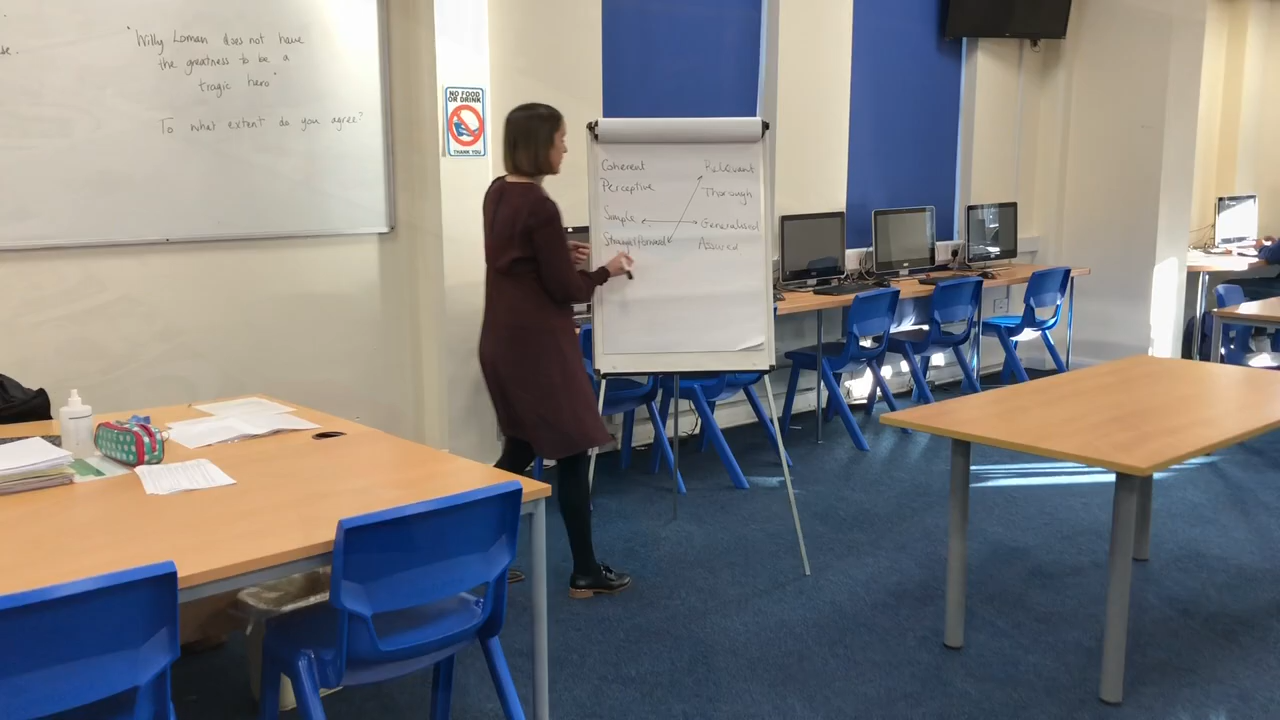 se.
"Willy Loman does not have
the greatness to be a
tragic hero"
To what extent do you agree?
NO FOOD
OR DRINK
THANK YOU
Coherent
Perceptive
Simple
Straightforward
Relevant
Thorough
Generalised
Assured